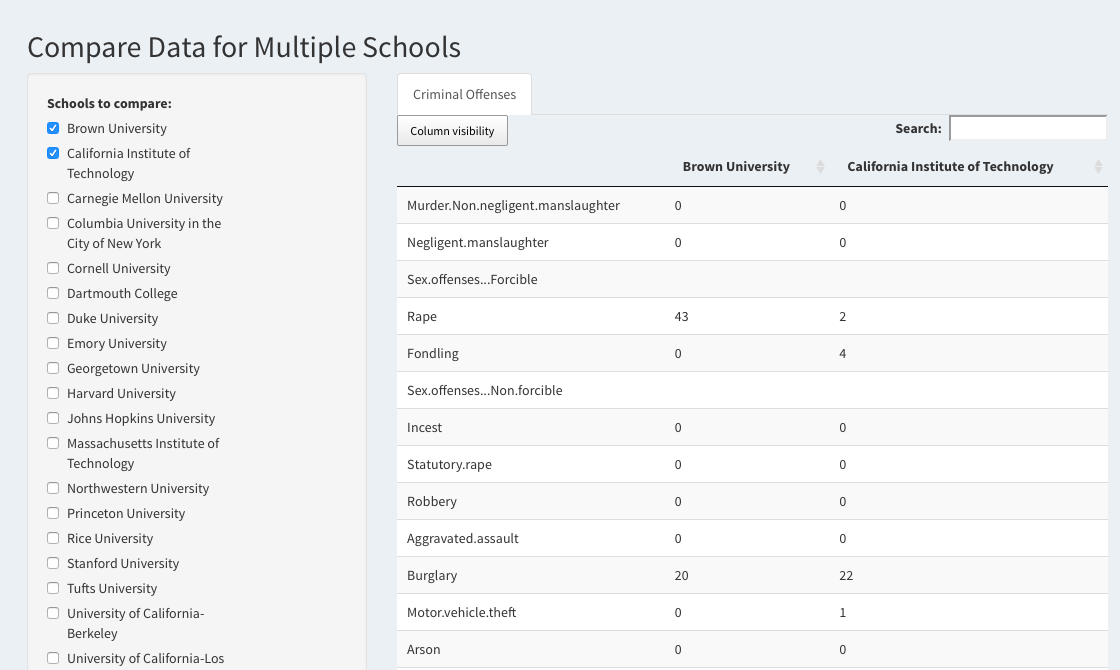 Compare Data for Multiple Schools
Schools to compare:
Brown University
California Institute of
Technology
Carnegie Mellon University
Columbia University in the
City of New York
Cornell University
Dartmouth College
Duke University
Emory University
Georgetown University
Harvard University
Johns Hopkins University
Massachusetts Institute of
Technology
Northwestern University
Princeton University
Rice University
Stanford University
Tufts University
University of California-
Berkeley
University of California-Los
Criminal Offenses
Column visibility
Search:
Brown University California Institute of Technology
Murder.Non.negligent.manslaughter 0 0
Negligent.manslaughter 0 0
Sex.offenses...Forcible
Rape 43 2
Fondling 0 4
Sex.offenses...Non.forcible
Incest 0 0
Statutory.rape 0 0
Robbery 0 0
Aggravated.assault 0 0
Burglary 20 22
Motor.vehicle.theft 0 1
Arson 0 0